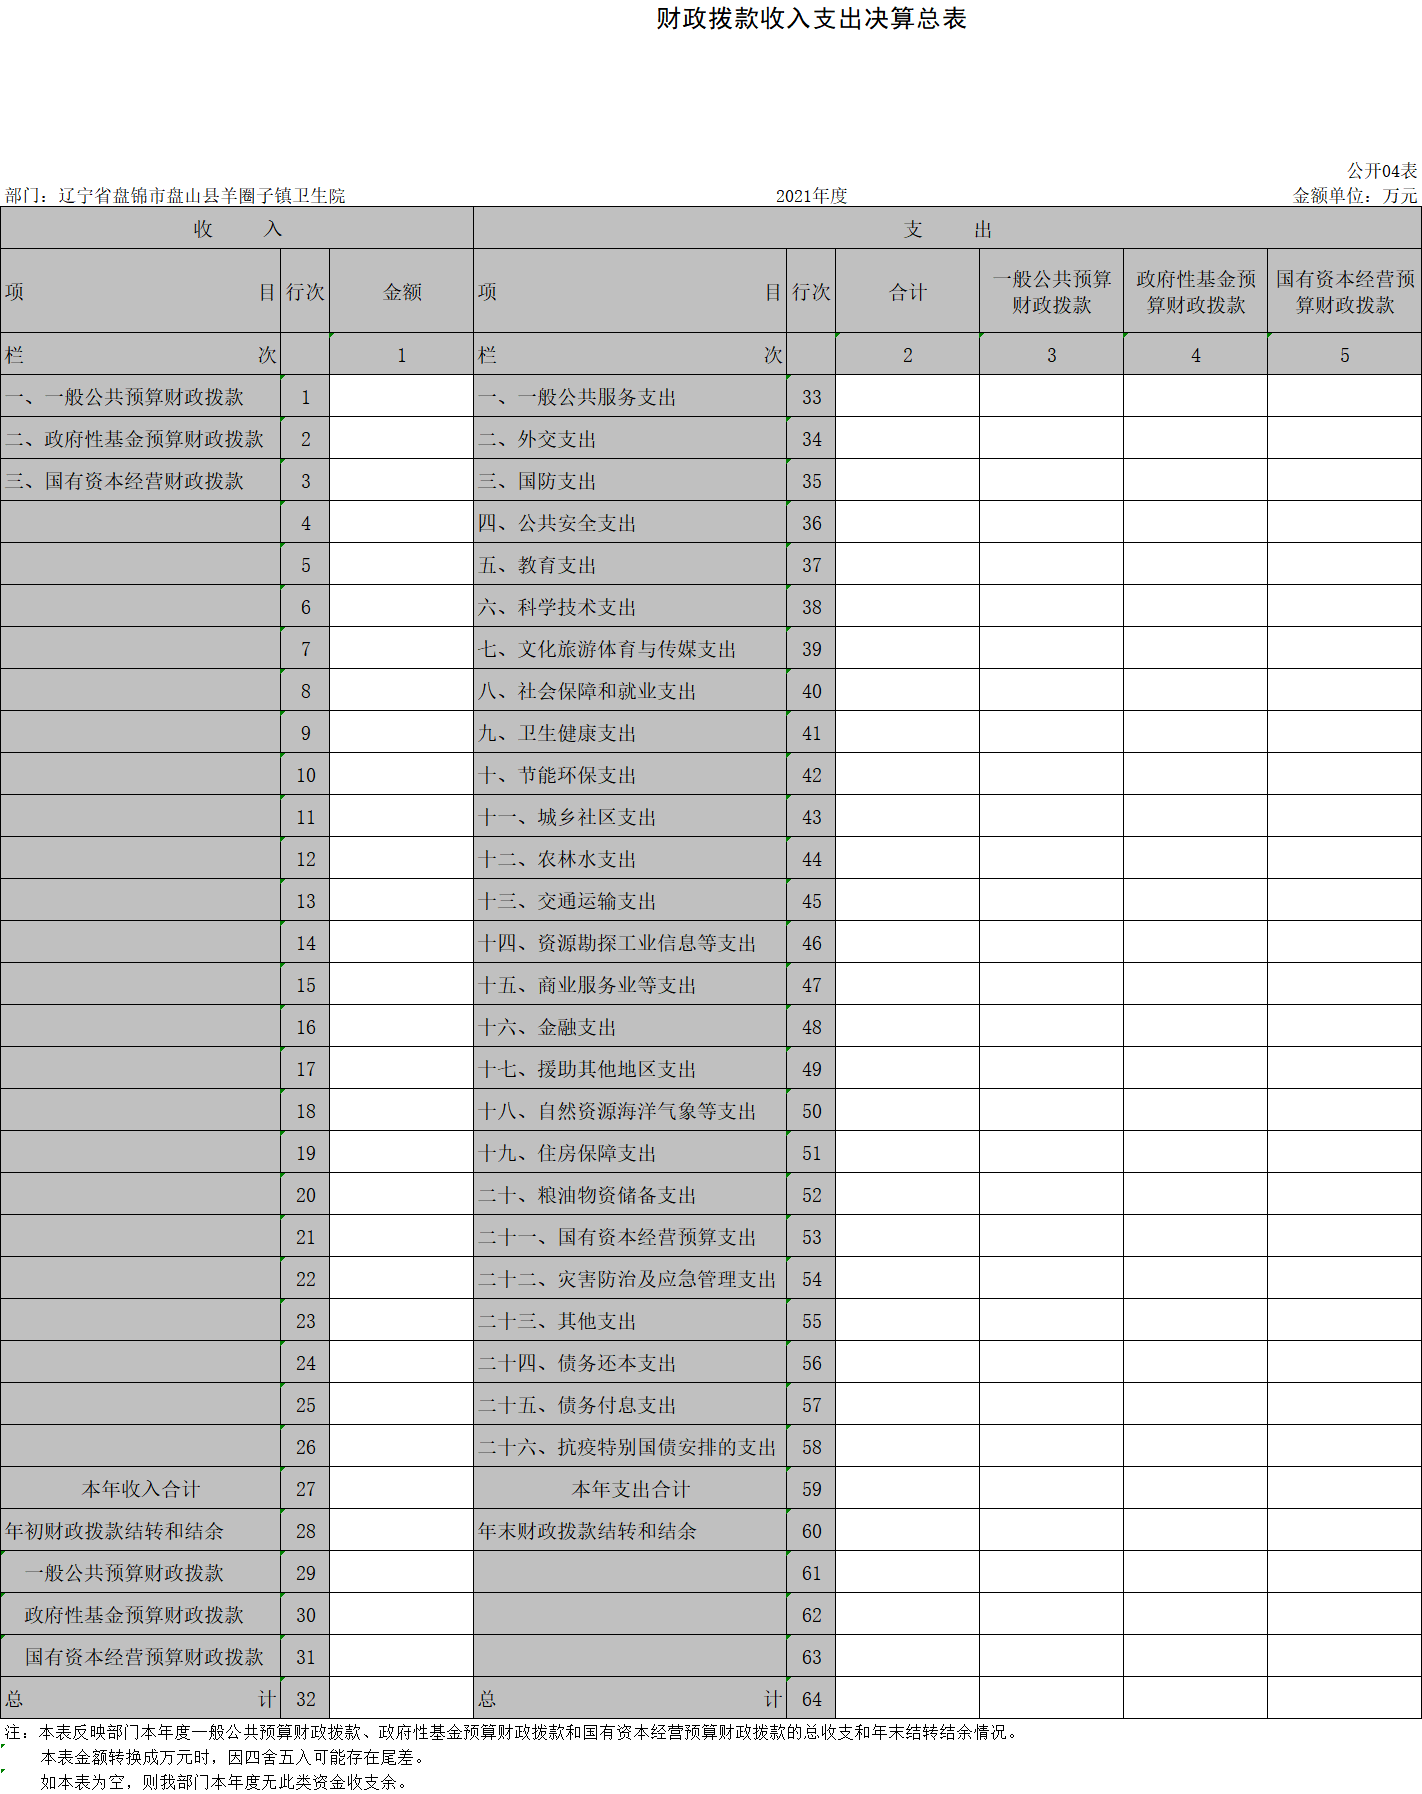 财政拨款收入支出决算总表
公开04表
部门：辽宁省盘锦市盘山县羊圈子镇卫生院 2021年度 金额单位：万元
收 入 支 出
项 目 行次 金额 项 目 行次 合计 一般公共预算财政拨款 政府性基金预算财政拨款 国有资本经营预算财政拨款
栏 次 1 栏 次 2 3 4 5
一、一般公共预算财政拨款 1 一、一般公共服务支出 33
二、政府性基金预算财政拨款 2 二、外交支出 34
三、国有资本经营财政拨款 3 三、国防支出 35
4 四、公共安全支出 36
5 五、教育支出 37
6 六、科学技术支出 38
7 七、文化旅游体育与传媒支出 39
8 八、社会保障和就业支出 40
9 九、卫生健康支出 41
10 十、节能环保支出 42
11 十一、城乡社区支出 43
12 十二、农林水支出 44
13 十三、交通运输支出 45
14 十四、资源勘探工业信息等支出 46
15 十五、商业服务业等支出 47
16 十六、金融支出 48
17 十七、援助其他地区支出 49
18 十八、自然资源海洋气象等支出 50
19 十九、住房保障支出 51
20 二十、粮油物资储备支出 52
21 二十一、国有资本经营预算支出 53
22 二十二、灾害防治及应急管理支出 54
23 二十三、其他支出 55
24 二十四、债务还本支出 56
25 二十五、债务付息支出 57
26 二十六、抗疫特别国债安排的支出 58
本年收入合计 27 本年支出合计 59
年初财政拨款结转和结余 28 年末财政拨款结转和结余 60
一般公共预算财政拨款 29 61
政府性基金预算财政拨款 30 62
国有资本经营预算财政拨款 31 63
总 计 32 总 计 64
注：本表反映部门本年度一般公共预算财政拨款、政府性基金预算财政拨款和国有资本经营预算财政拨款的总收支和年末结转结余情况。
本表金额转换成万元时，因四舍五入可能存在尾差。
如本表为空，则我部门本年度无此类资金收支余。